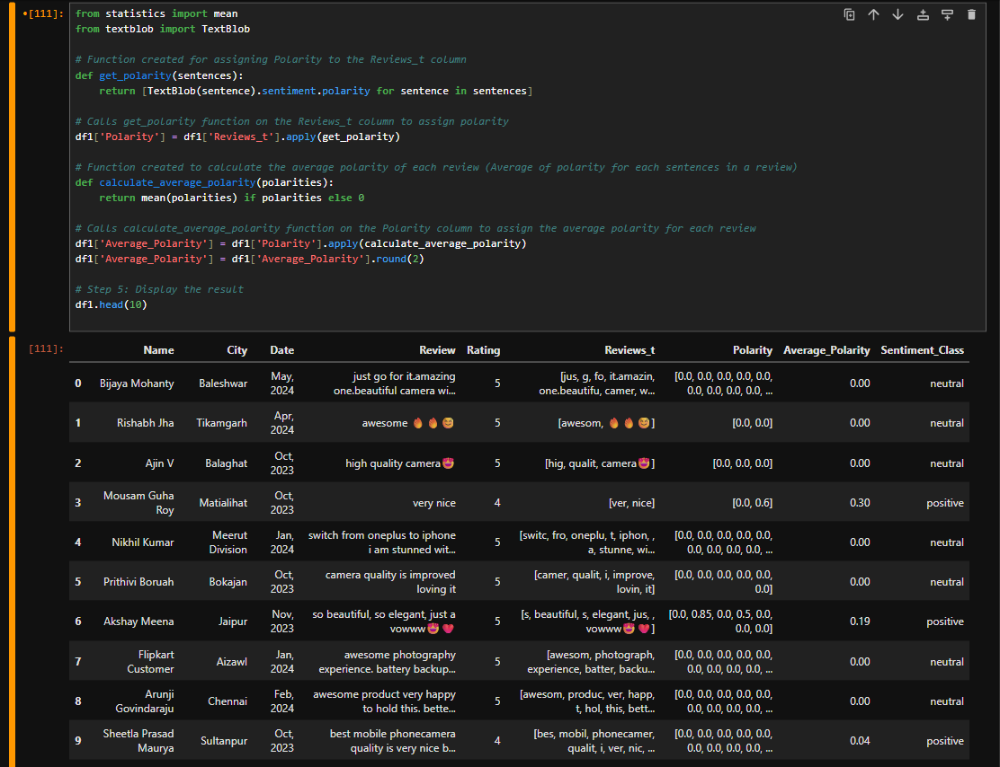 •[111]:
from statistics import mean
from textblob import TextBlob
# Function created for assigning Polarity to the Reviews_t column
def get_polarity(sentences):
    return [TextBlob(sentence).sentiment.polarity for sentence in sentences]
# Calls get_polarity function on the Reviews_t column to assign polarity
df1['Polarity'] = df1['Reviews_t'].apply(get_polarity)
# Function created to calculate the average polarity of each review (Average of polarity for each sentences in a review)
def calculate_average_polarity(polarities):
    return mean(polarities) if polarities else 0
# Calls calculate_average_polarity function on the Polarity column to assign the average polarity for each review
df1['Average_Polarity'] = df1['Polarity'].apply(calculate_average_polarity)
df1['Average_Polarity'] = df1['Average_Polarity'].round(2)
# Step 5: Display the result
df1.head(10)
[111]:
Name City Date Review Rating Reviews_t Polarity Average_Polarity Sentiment_Class
0 Bijaya Mohanty Baleshwar May, 2024 just go for it.amazing one.beautiful camera wi... 5 [jus, g, fo, it.amazin, one.beautifu, camer, w... [0.0, 0.0, 0.0, 0.0, 0.0, 0.0, 0.0, 0.0, 0.0, ... 0.00 neutral
1 Rishabh Jha Tikamgarh Apr, 2024 awesome 🔥 🔥 😊 5 [awesom, 🔥 🔥 😊] [0.0, 0.0] 0.00 neutral
2 Ajin V Balaghat Oct, 2023 high quality camera😍 5 [hig, qualit, camera😍] [0.0, 0.0, 0.0] 0.00 neutral
3 Mousam Guha Roy Matialihat Oct, 2023 very nice 4 [ver, nice] [0.0, 0.6] 0.30 positive
4 Nikhil Kumar Meerut Division Jan, 2024 switch from oneplus to iphone i am stunned wit... 5 [switc, fro, oneplu, t, iphon, , a, stunne, wi... [0.0, 0.0, 0.0, 0.0, 0.0, 0.0, 0.0, 0.0, 0.0, ... 0.00 neutral
5 Prithivi Boruah Bokajan Oct, 2023 camera quality is improved loving it 5 [camer, qualit, i, improve, lovin, it] [0.0, 0.0, 0.0, 0.0, 0.0, 0.0] 0.00 neutral
6 Akshay Meena Jaipur Nov, 2023 so beautiful, so elegant, just a vowww😍❤️ 5 [s, beautiful, s, elegant, jus, , vowww😍❤️] [0.0, 0.85, 0.0, 0.5, 0.0, 0.0, 0.0] 0.19 positive
7 Flipkart Customer Aizawl Jan, 2024 awesome photography experience. battery backup... 5 [awesom, photograph, experience, batter, backu... [0.0, 0.0, 0.0, 0.0, 0.0, 0.0, 0.0, 0.0, 0.0, ... 0.00 neutral
8 Arunji Govindaraju Chennai Feb, 2024 awesome product very happy to hold this. bette... 5 [awesom, produc, ver, happ, t, hol, this, bett... [0.0, 0.0, 0.0, 0.0, 0.0, 0.0, 0.0, 0.0, 0.0, ... 0.00 neutral
9 Sheetla Prasad Maurya Sultanpur Oct, 2023 best mobile phonecamera quality is very nice b... 4 [bes, mobil, phonecamer, qualit, i, ver, nic, ... [0.0, 0.0, 0.0, 0.0, 0.0, 0.0, 0.0, 0.0, 0.0, ... 0.04 positive